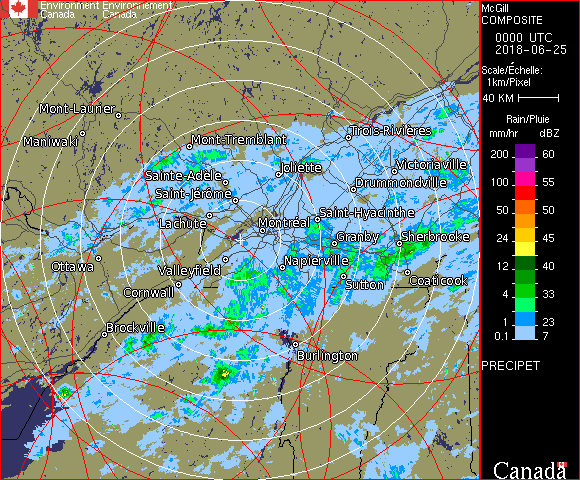 Environment Environnement
Canada Canada
McGill
COMPOSITE
0000 UTC
2018-06-25
Scale/Échelle:
1km/Pixel
40 KM
Rain/Pluie
mm/hr dBZ
200 60
150 57
100 55
50 50
24 45
12 40
4 33
1 23
0.1 7
PRECIPET
Canada
Mont-Laurier
Maniwaki
Mont-Tremblant
Trois-Rivières
Sainte-Adèle
Joliette
Victoriaville
Saint-Jérôme
Drummondville
Lachute
Saint-Hyacinthe
Montréal
Granby
Sherbrooke
Ottawa
Valleyfield
Napierville
Cornwall
Sutton
Coaticook
Brockville
Burlington